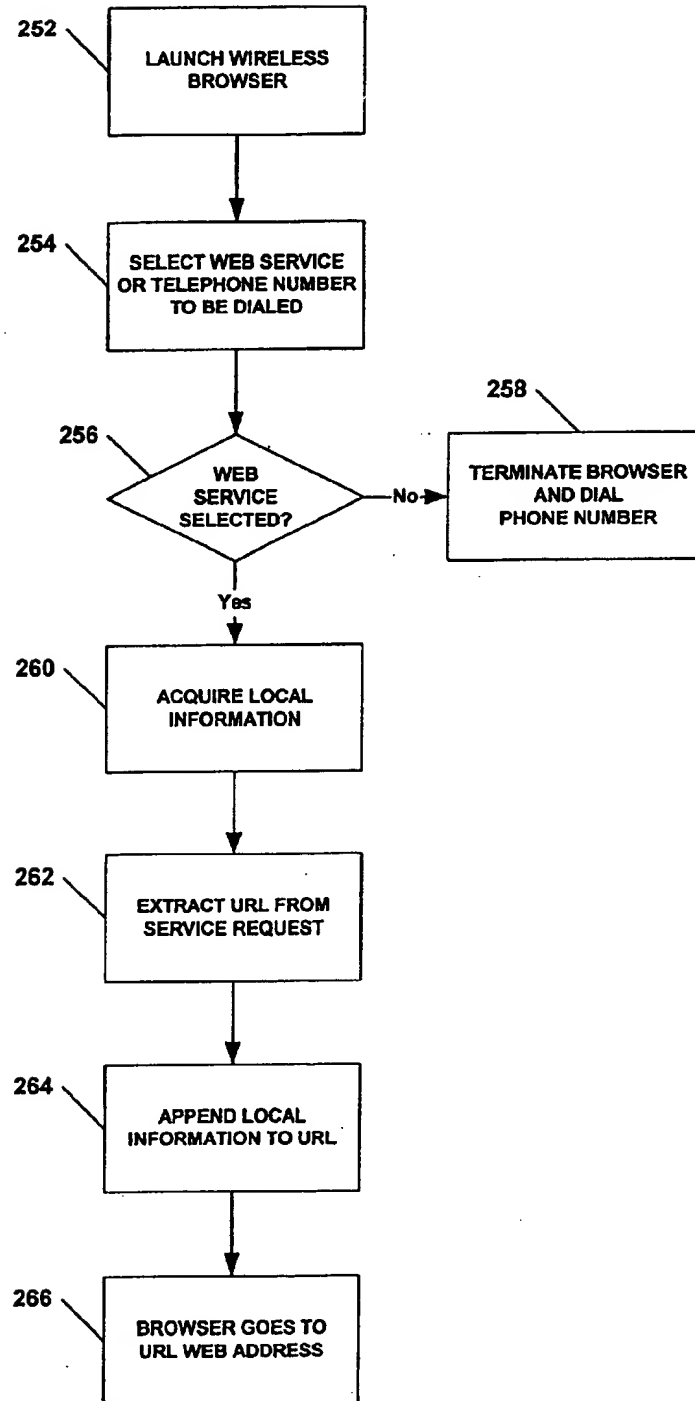 252
LAUNCH WIRELESS
BROWSER
254
SELECT WEB SERVICE
OR TELEPHONE NUMBER
TO BE DIALED
256
WEB
SERVICE
SELECTED?
No
258
TERMINATE BROWSER
AND DIAL
PHONE NUMBER
Yes
260
ACQUIRE LOCAL
INFORMATION
262
EXTRACT URL FROM
SERVICE REQUEST
264
APPEND LOCAL
INFORMATION TO URL
266
BROWSER GOES TO
URL WEB ADDRESS